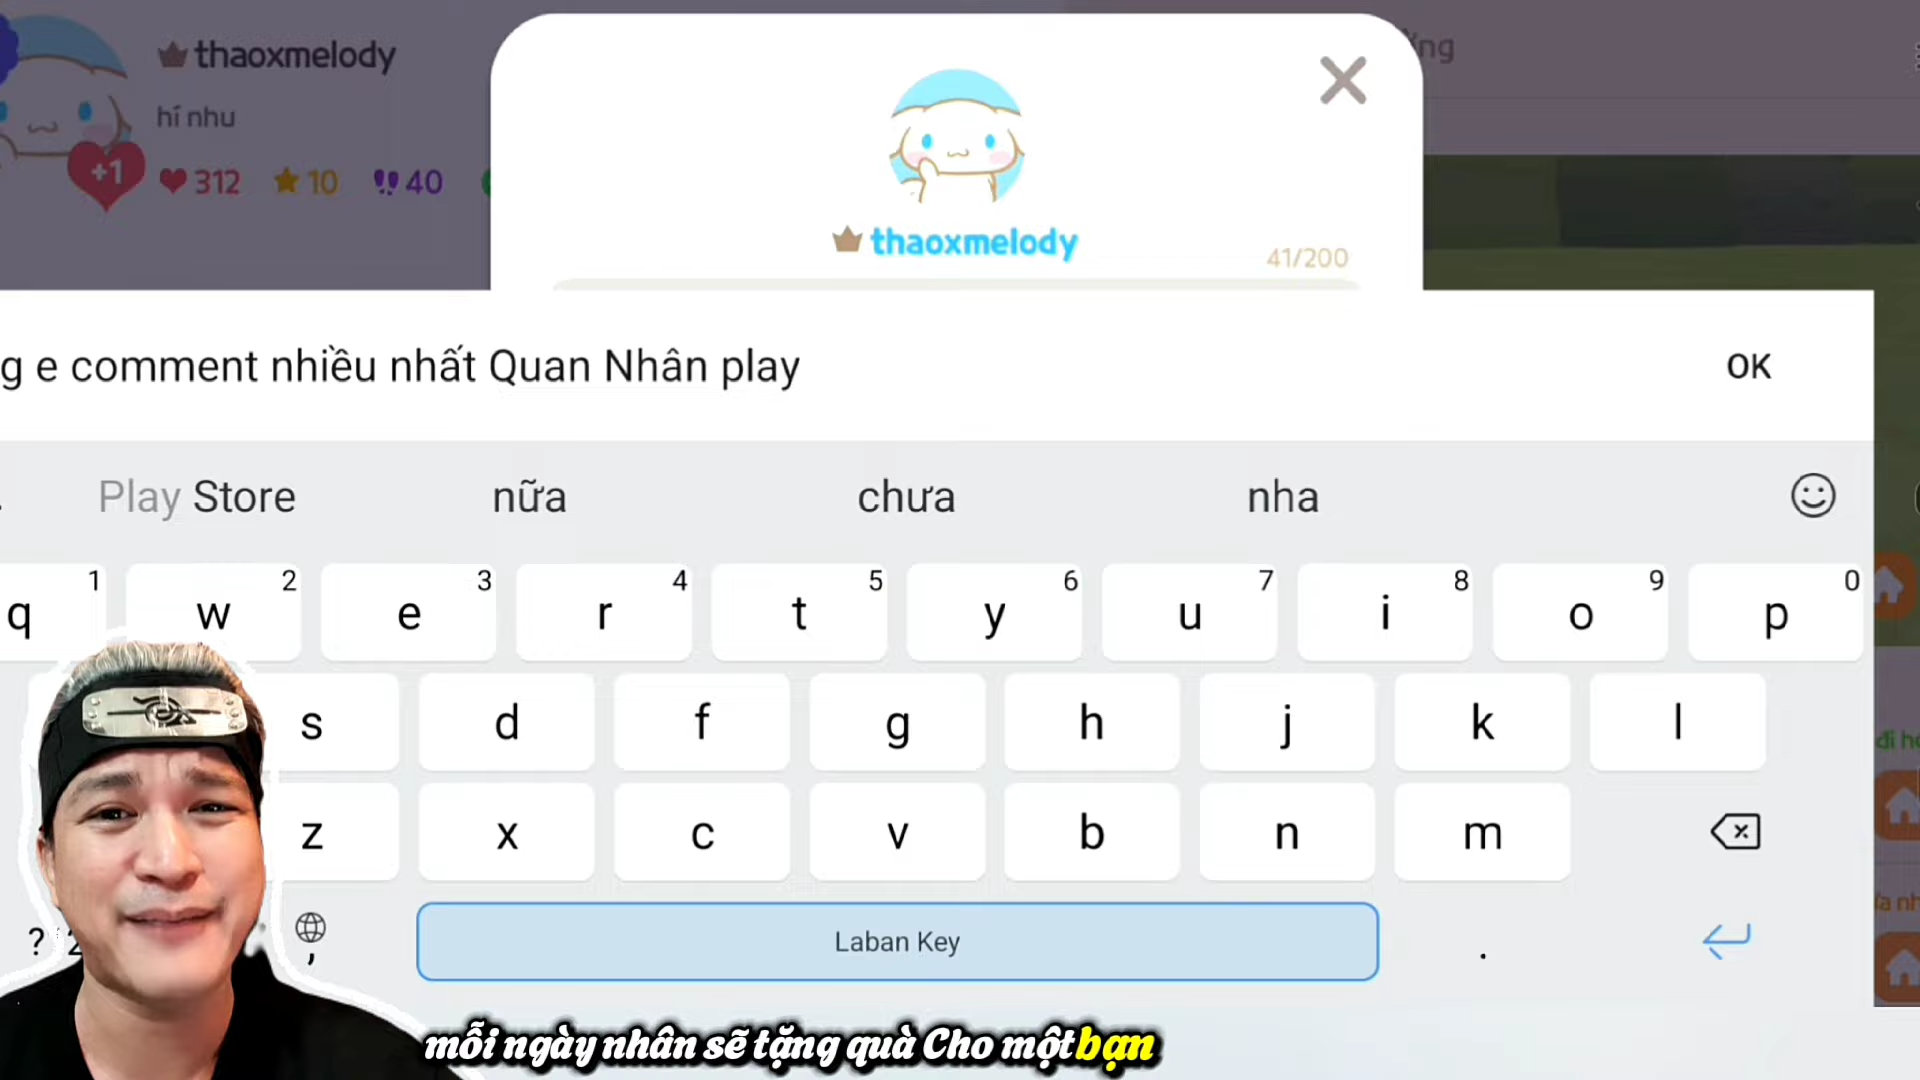 thaoxmelody
hí nhu
+1
312 10 40
thaoxmelody
41/200
g e comment nhiều nhất Quan Nhân play
OK
Play Store nữa chưa nha
1 2 3 4 5 6 7 8 9 0
q w e r t y u i o p
s d f g h j k l
z x c v b n m
? , Laban Key .
mỗi ngày nhân sẽ tặng quà Cho một bạn